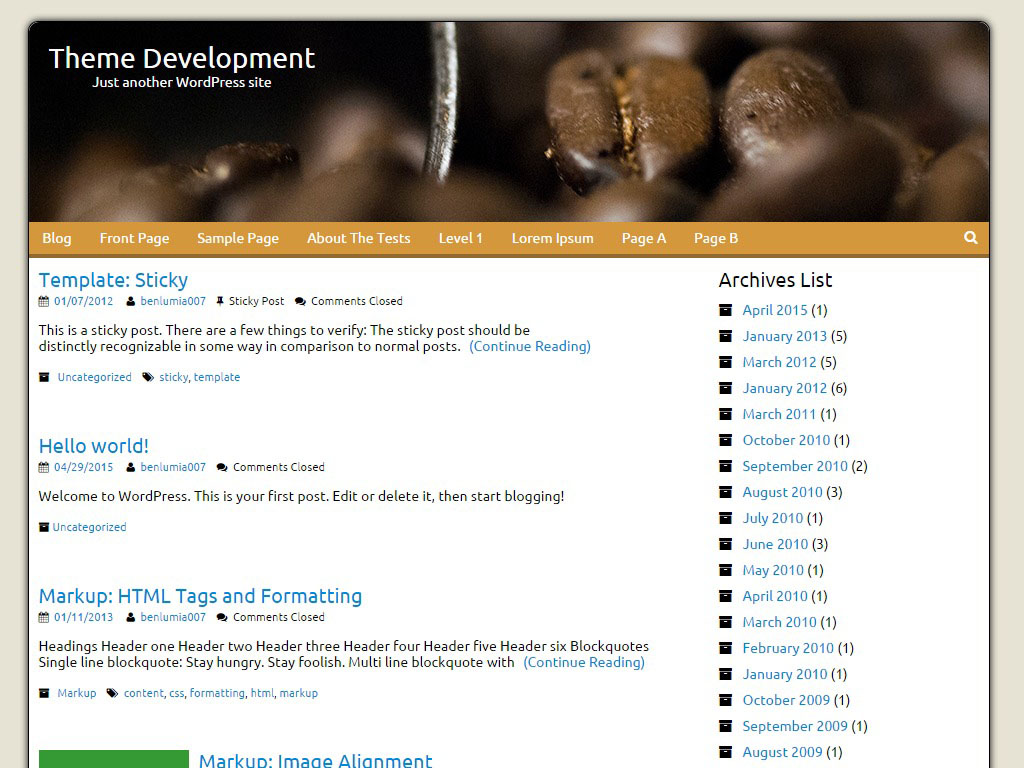 Theme Development
Just another WordPress site
Blog Front Page Sample Page About The Tests Level 1 Lorem Ipsum Page A Page B
Template: Sticky
01/07/2012 benlumia007 Sticky Post Comments Closed
This is a sticky post. There are a few things to verify: The sticky post should be
distinctly recognizable in some way in comparison to normal posts. (Continue Reading)
Uncategorized sticky, template
Hello world!
04/29/2015 benlumia007 Comments Closed
Welcome to WordPress. This is your first post. Edit or delete it, then start blogging!
Uncategorized
Markup: HTML Tags and Formatting
01/11/2013 benlumia007 Comments Closed
Headings Header one Header two Header three Header four Header five Header six Blockquotes
Single line blockquote: Stay hungry. Stay foolish. Multi line blockquote with (Continue Reading)
Markup content, css, formatting, html, markup
Markup: Image Alignment
Archives List
April 2015 (1)
January 2013 (5)
March 2012 (5)
January 2012 (6)
March 2011 (1)
October 2010 (1)
September 2010 (2)
August 2010 (3)
July 2010 (1)
June 2010 (3)
May 2010 (1)
April 2010 (1)
March 2010 (1)
February 2010 (1)
January 2010 (1)
October 2009 (1)
September 2009 (1)
August 2009 (1)